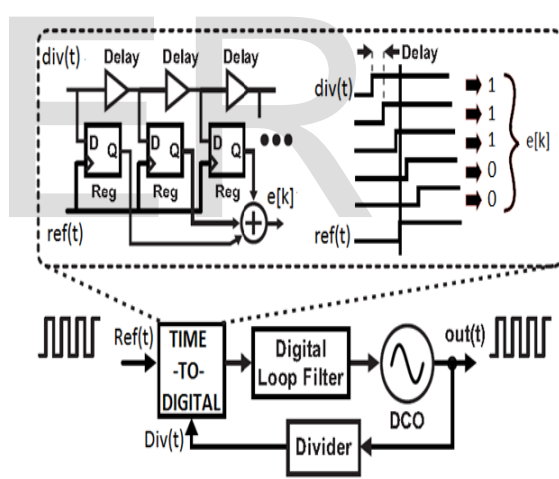 ER
Delay Delay Delay
div(t)
D Q
D Q
D Q
Reg Reg Reg
ref(t)
e[k]
Delay
div(t)
1
1
1
0
0
e[k]
ref(t)
Ref(t)
TIME
-TO-
DIGITAL
Digital
Loop Filter
DCO
out(t)
Div(t)
Divider